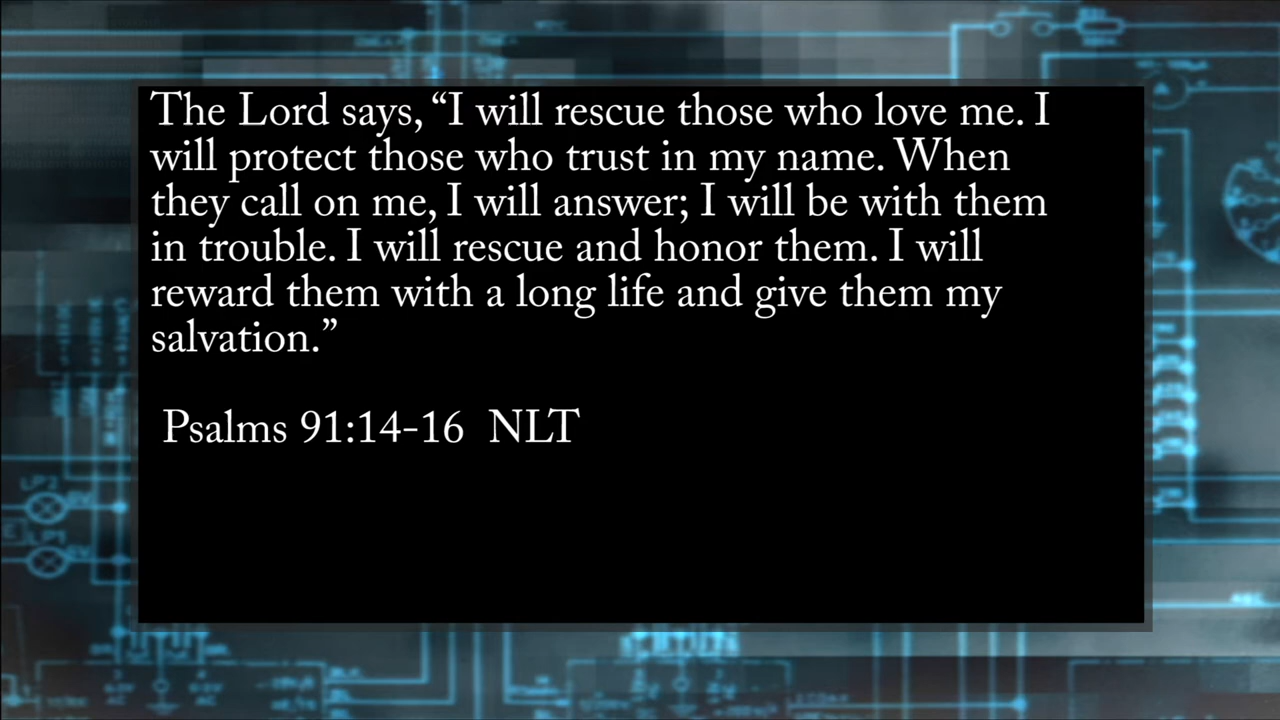 The Lord says, “I will rescue those who love me. I
will protect those who trust in my name. When
they call on me, I will answer; I will be with them
in trouble. I will rescue and honor them. I will
reward them with a long life and give them my
salvation.”
Psalms 91:14-16  NLT
LP2
LP1